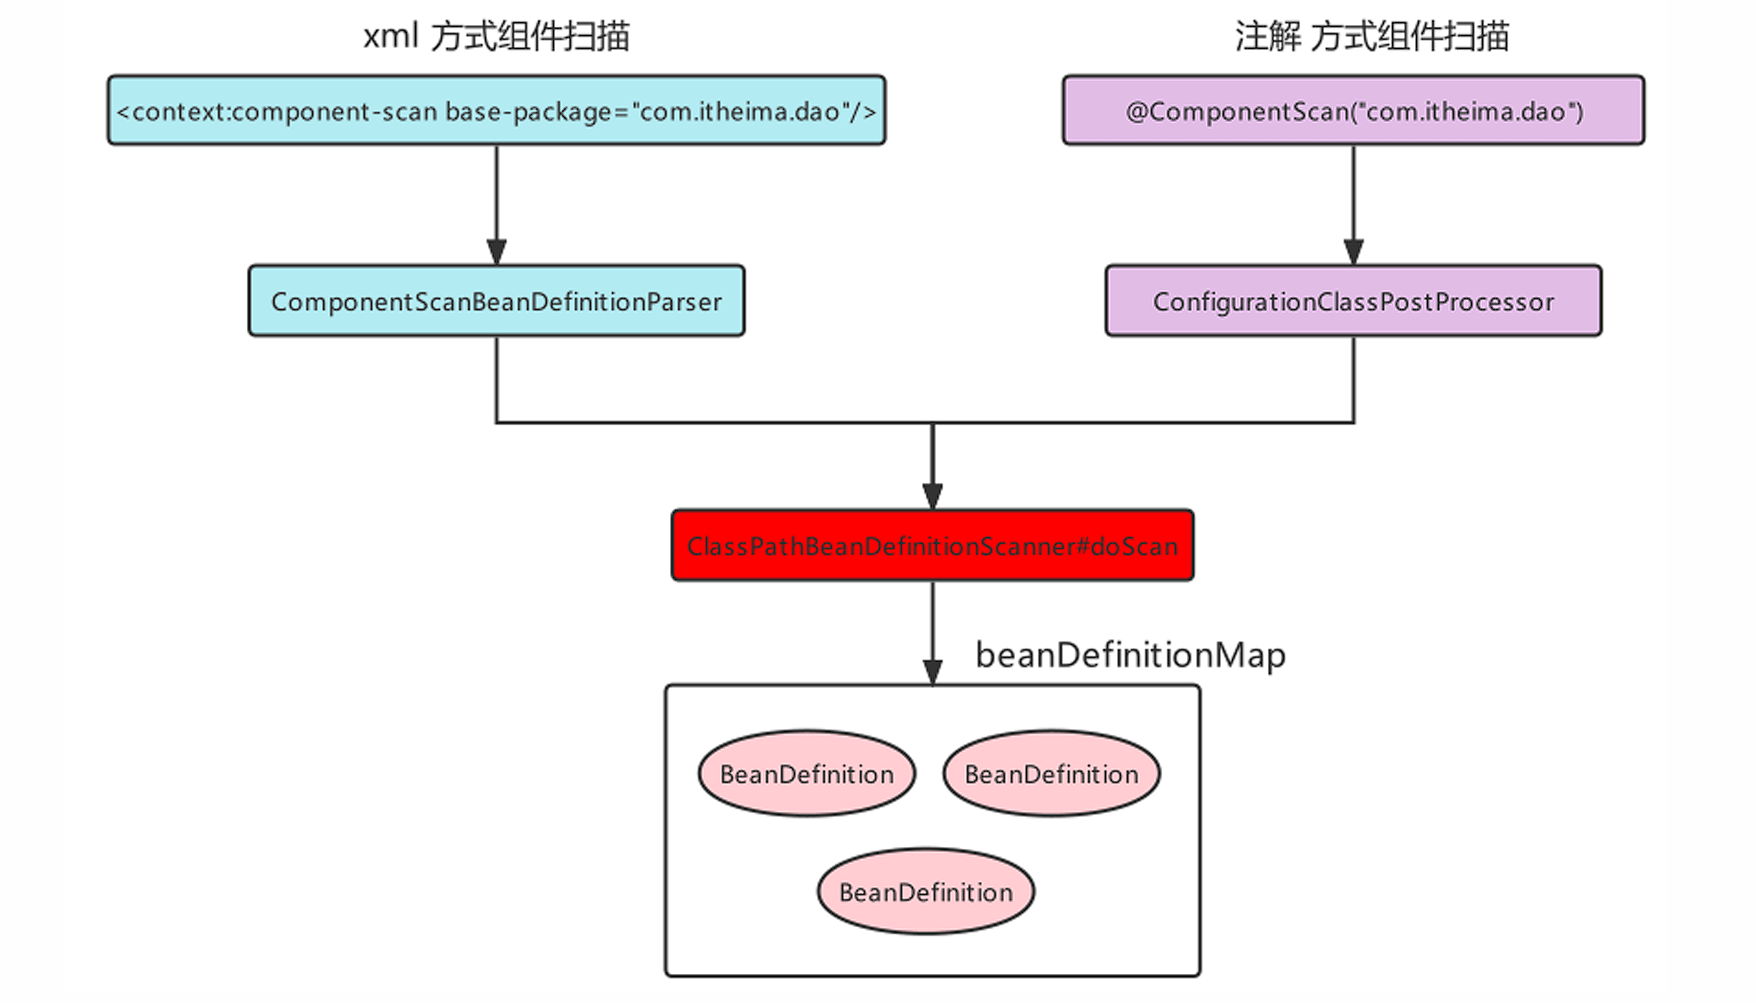 xml 方式组件扫描
注解 方式组件扫描
<context:component-scan base-package="com.itheima.dao"/>
@ComponentScan("com.itheima.dao")
ComponentScanBeanDefinitionParser
ConfigurationClassPostProcessor
ClassPathBeanDefinitionScanner#doScan
beanDefinitionMap
BeanDefinition
BeanDefinition
BeanDefinition